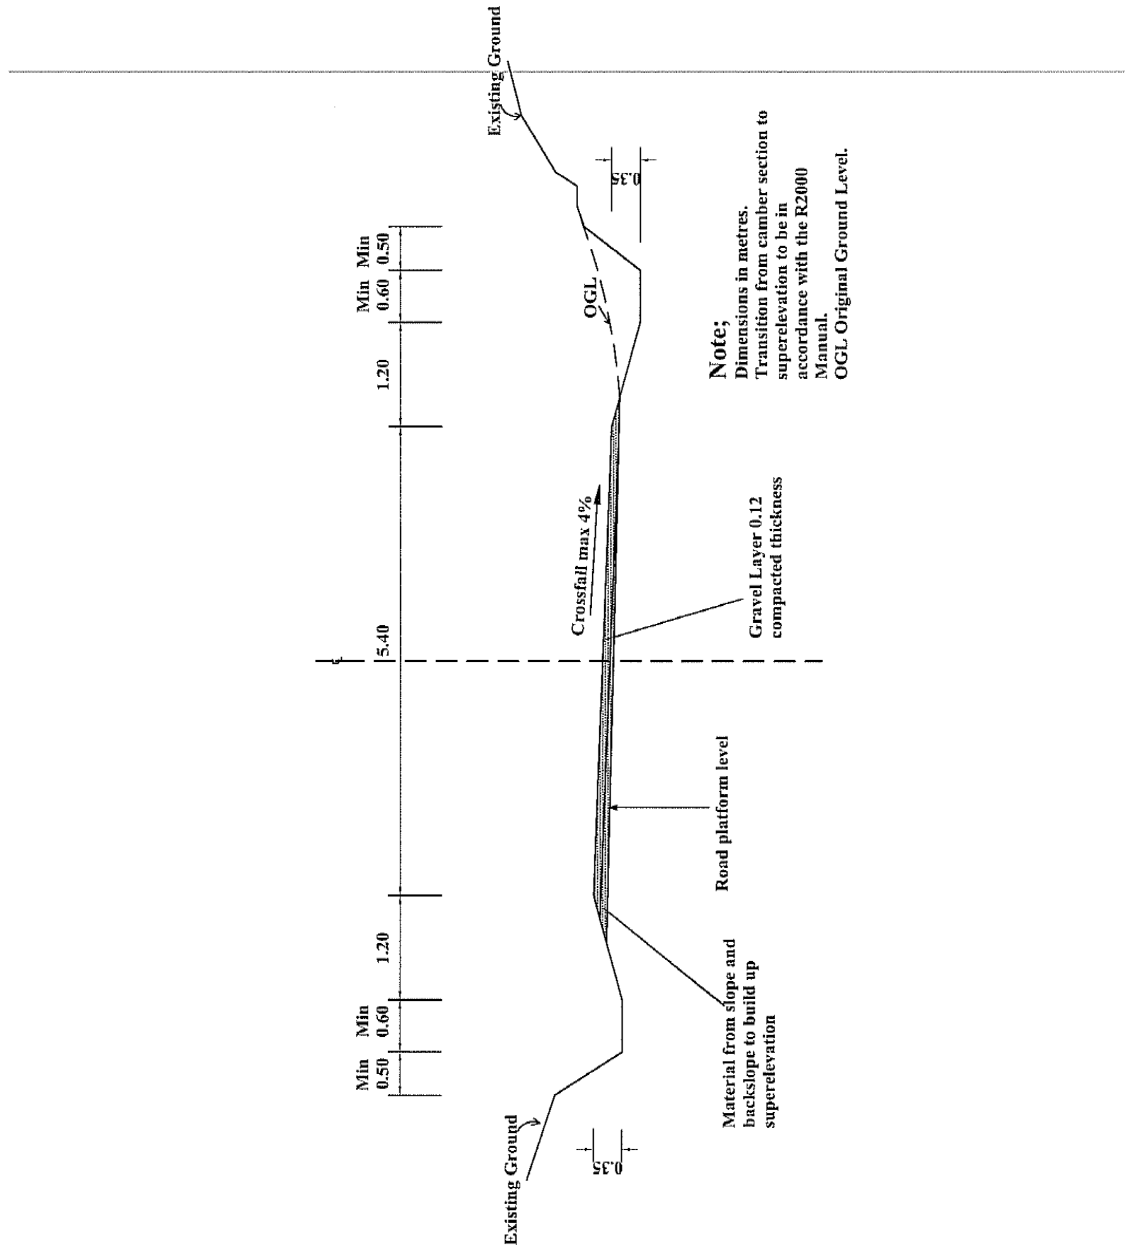 Min
0.50
Min
0.60
1.20
5.40
1.20
Min
0.60
Min
0.50
Existing Ground
Existing Ground
OGL
Crossfall max 4%
0.35
0.35
Material from slope and
backslope to build up
superelevation
Road platform level
Gravel Layer 0.12
compacted thickness
Note;
Dimensions in metres.
Transition from camber section to
superelevation to be in
accordance with the R2000
Manual.
OGL Original Ground Level.